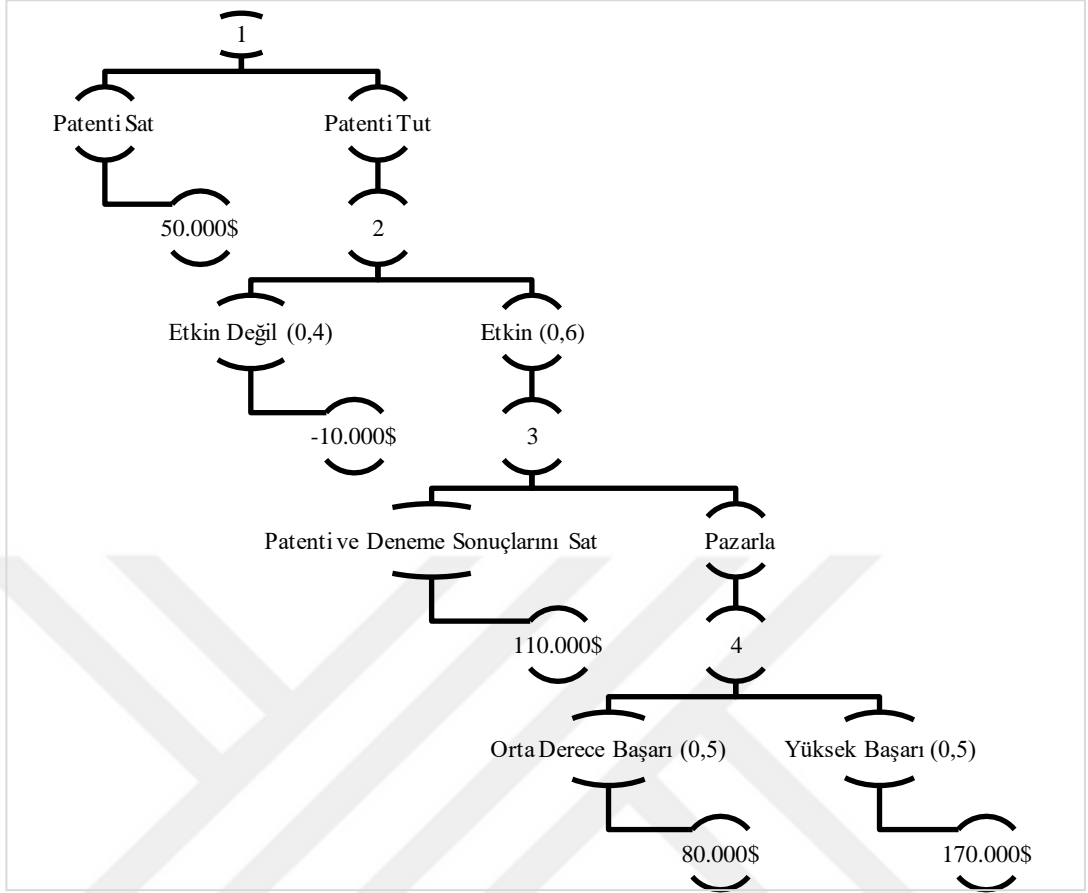 1
Patenti Sat
Patenti Tut
50.000$
2
Etkin Değil (0,4)
Etkin (0,6)
-10.000$
3
Patenti ve Deneme Sonuçlarını Sat
Pazarla
110.000$
4
Orta Derece Başarı (0,5)
Yüksek Başarı (0,5)
80.000$
170.000$